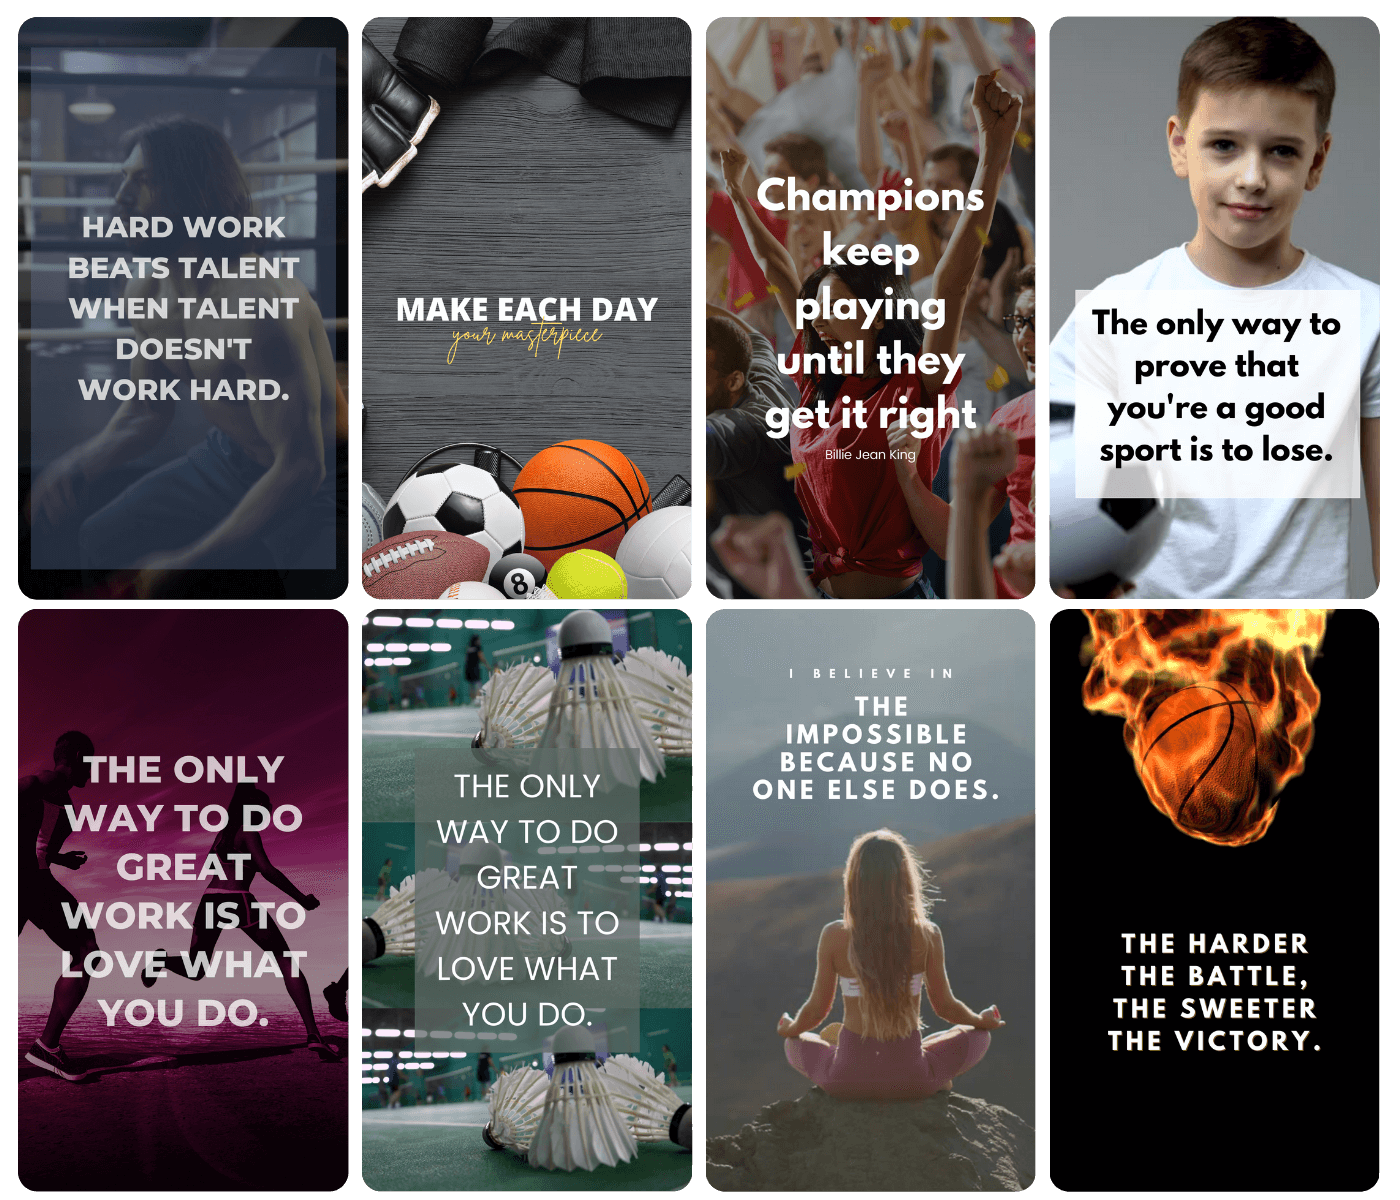 HARD WORK
BEATS TALENT
WHEN TALENT
DOESN'T
WORK HARD.
MAKE EACH DAY
your masterpiece
8
Champions
keep
playing
until they
get it right
Billie Jean King
The only way to
prove that
you're a good
sport is to lose.
THE ONLY
WAY TO DO
GREAT
WORK IS TO
LOVE WHAT
YOU DO.
THE ONLY
WAY TO DO
GREAT
WORK IS TO
LOVE WHAT
YOU DO.
I BELIEVE IN
THE
IMPOSSIBLE
BECAUSE NO
ONE ELSE DOES.
THE HARDER
THE BATTLE,
THE SWEETER
THE VICTORY.